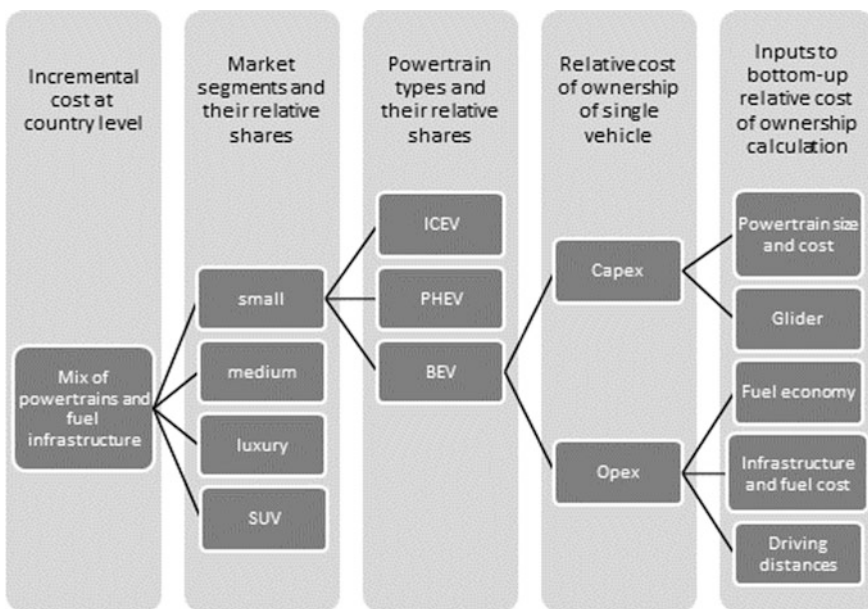 Incremental
cost at
country level
Market
segments and
their relative
shares
Powertrain
types and
their relative
shares
Relative cost
of ownership
of single
vehicle
Inputs to
bottom-up
relative cost
of ownership
calculation
Mix of
powertrains and
fuel
infrastructure
small
medium
luxury
SUV
ICEV
PHEV
BEV
Capex
Opex
Powertrain size
and cost
Glider
Fuel economy
Infrastructure
and fuel cost
Driving
distances